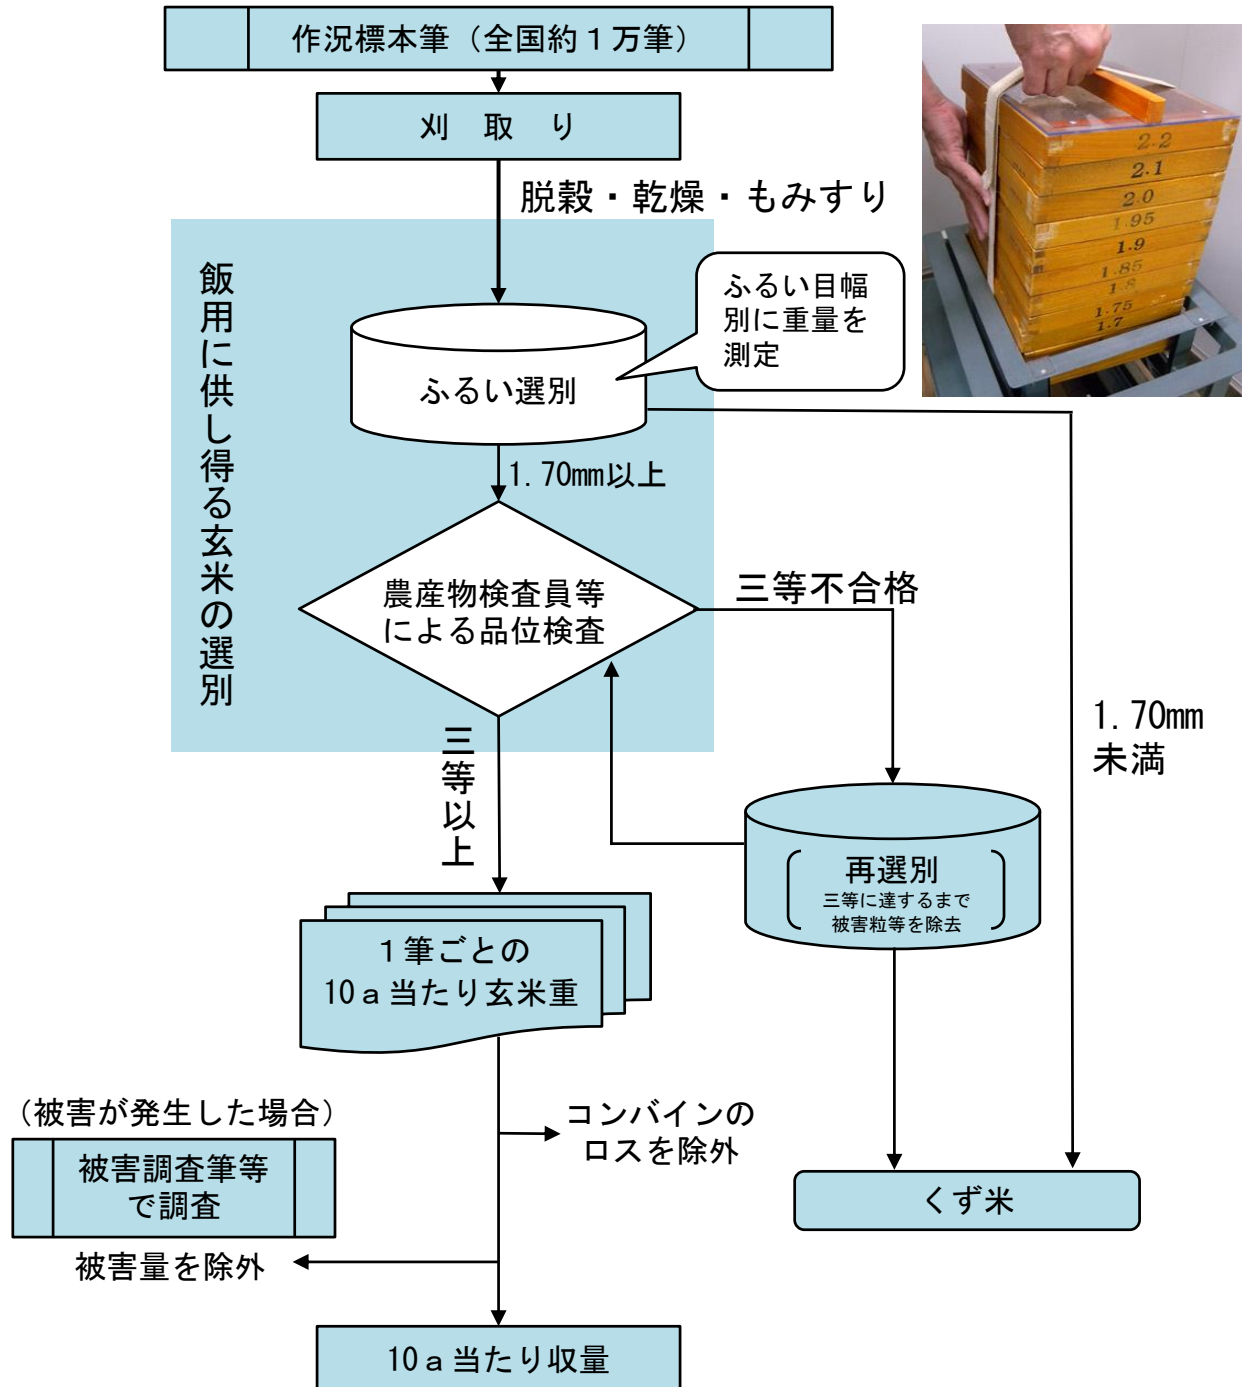 作況標本筆（全国約１万筆）
刈　取　り
脱穀・乾燥・もみすり
飯用に供し得る玄米の選別
ふるい目幅
別に重量を
測定
ふるい選別
1.70㎜以上
農産物検査員等
による品位検査
三等不合格
三等以上
1.70㎜
未満
再選別
三等に達するまで
被害粒等を除去
１筆ごとの
10ａ当たり玄米重
（被害が発生した場合）
被害調査筆等
で調査
コンバインの
ロスを除外
被害量を除外
くず米
10ａ当たり収量
2.2
2.1
2.0
1.95
1.9
1.85
1.8
1.75
1.7